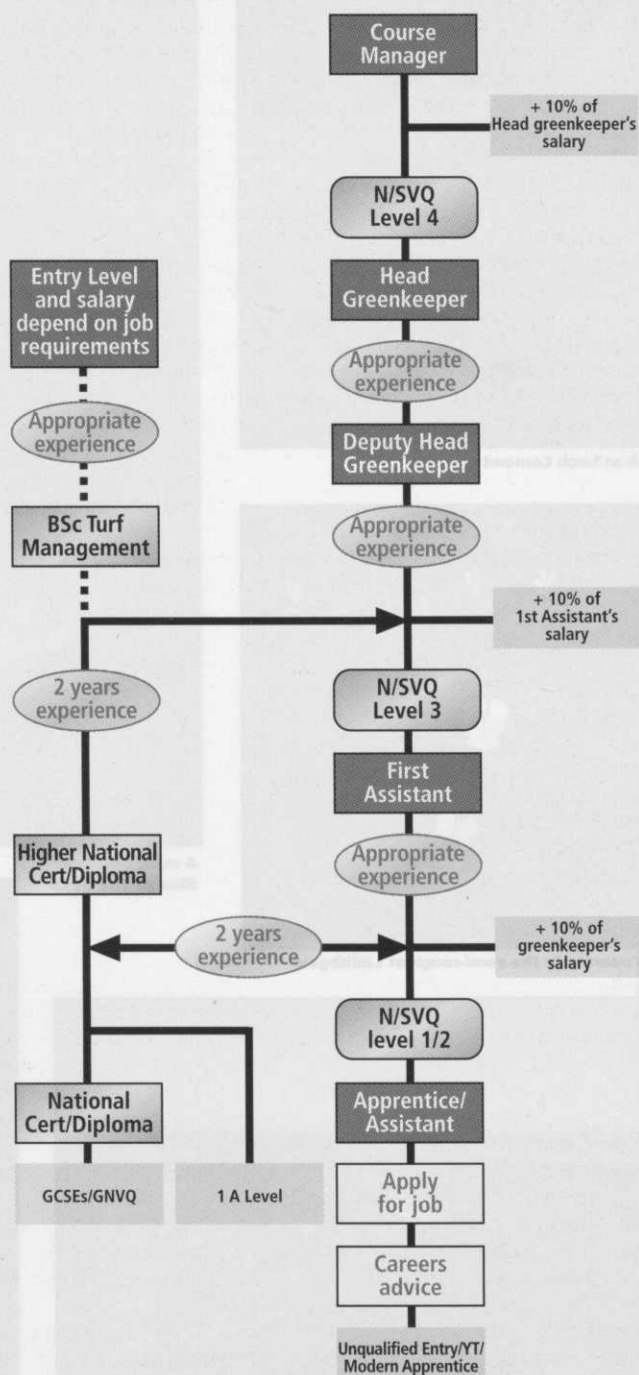 Course
Manager
+ 10% of
Head greenkeeper's
salary
N/SVQ
Level 4
Entry Level
and salary
depend on job
requirements
Head
Greenkeeper
Appropriate
experience
Appropriate
experience
Deputy Head
Greenkeeper
BSc Turf
Management
Appropriate
experience
+ 10% of
1st Assistant's
salary
2 years
experience
N/SVQ
Level 3
First
Assistant
Higher National
Cert/Diploma
Appropriate
experience
2 years
experience
+ 10% of
greenkeeper's
salary
N/SVQ
level 1/2
National
Cert/Diploma
Apprentice/
Assistant
GCSEs/GNVQ
1 A Level
Apply
for job
Careers
advice
Unqualified Entry/YT/
Modern Apprentice